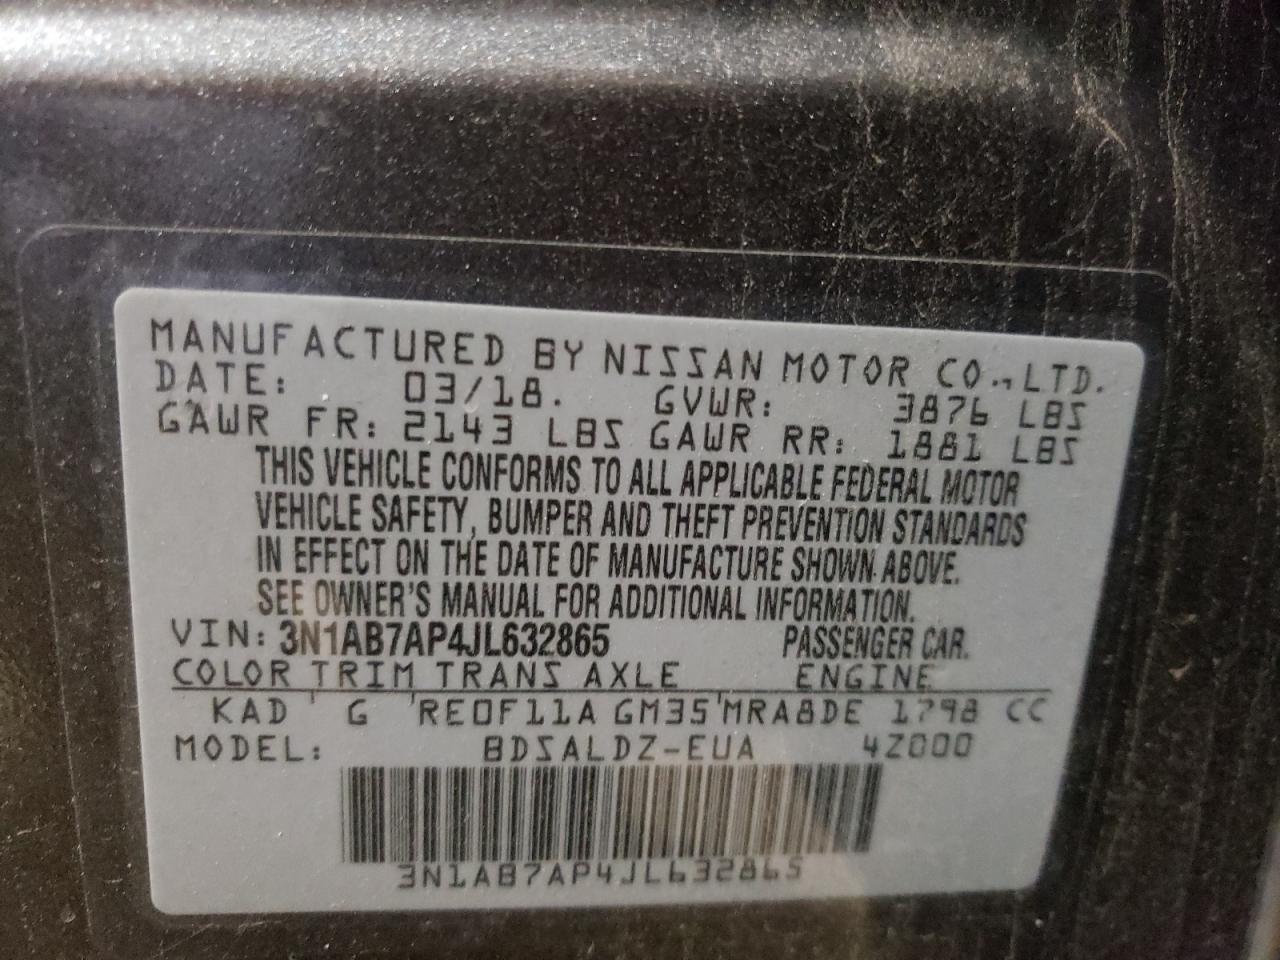 MANUFACTURED BY NISSAN MOTOR CO., LTD.
DATE: 03/18. GVWR: 3876 LBS
GAWR FR: 2143 LBS GAWR RR: 1881 LBS
THIS VEHICLE CONFORMS TO ALL APPLICABLE FEDERAL MOTOR
VEHICLE SAFETY, BUMPER AND THEFT PREVENTION STANDARDS
IN EFFECT ON THE DATE OF MANUFACTURE SHOWN ABOVE.
SEE OWNER'S MANUAL FOR ADDITIONAL INFORMATION.
VIN: 3N1AB7AP4JL632865 PASSENGER CAR.
COLOR TRIM TRANS AXLE ENGINE
KAD ' G 'RE0F11A GM35'MRA8DE 1798 CC
MODEL: BDSALDZ-EUA 4Z000
3N1AB7AP4JL632865